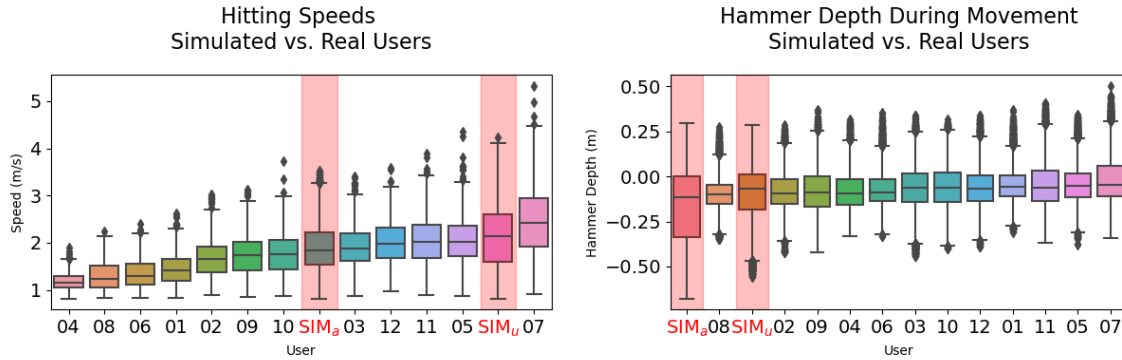 Hitting Speeds
Simulated vs. Real Users
Speed (m/s)
5
4
3
2
1
04 08 06 01 02 09 10 SIMₐ 03 12 11 05 SIMᵤ 07
User
Hammer Depth During Movement
Simulated vs. Real Users
Hammer Depth (m)
0.50
0.25
0.00
−0.25
−0.50
SIMₐ 08 SIMᵤ 02 09 04 06 03 10 12 01 11 05 07
User